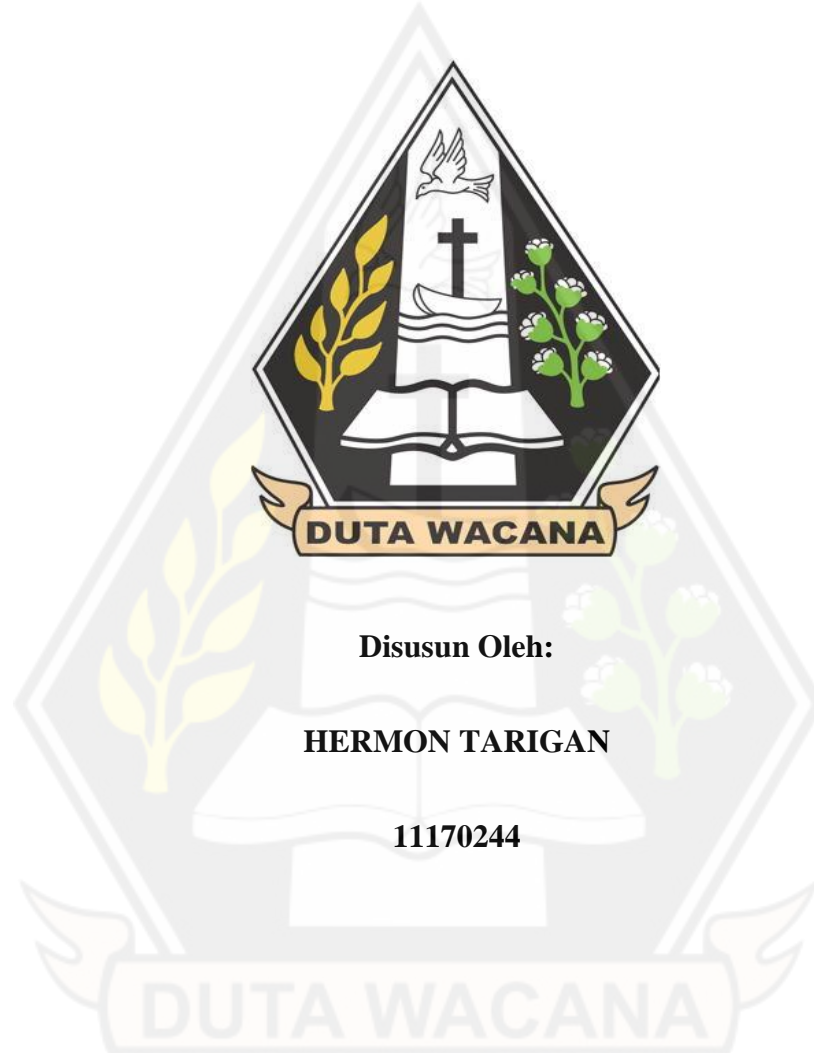 DUTA WACANA
Disusun Oleh:
HERMON TARIGAN
11170244
DUTA WACANA